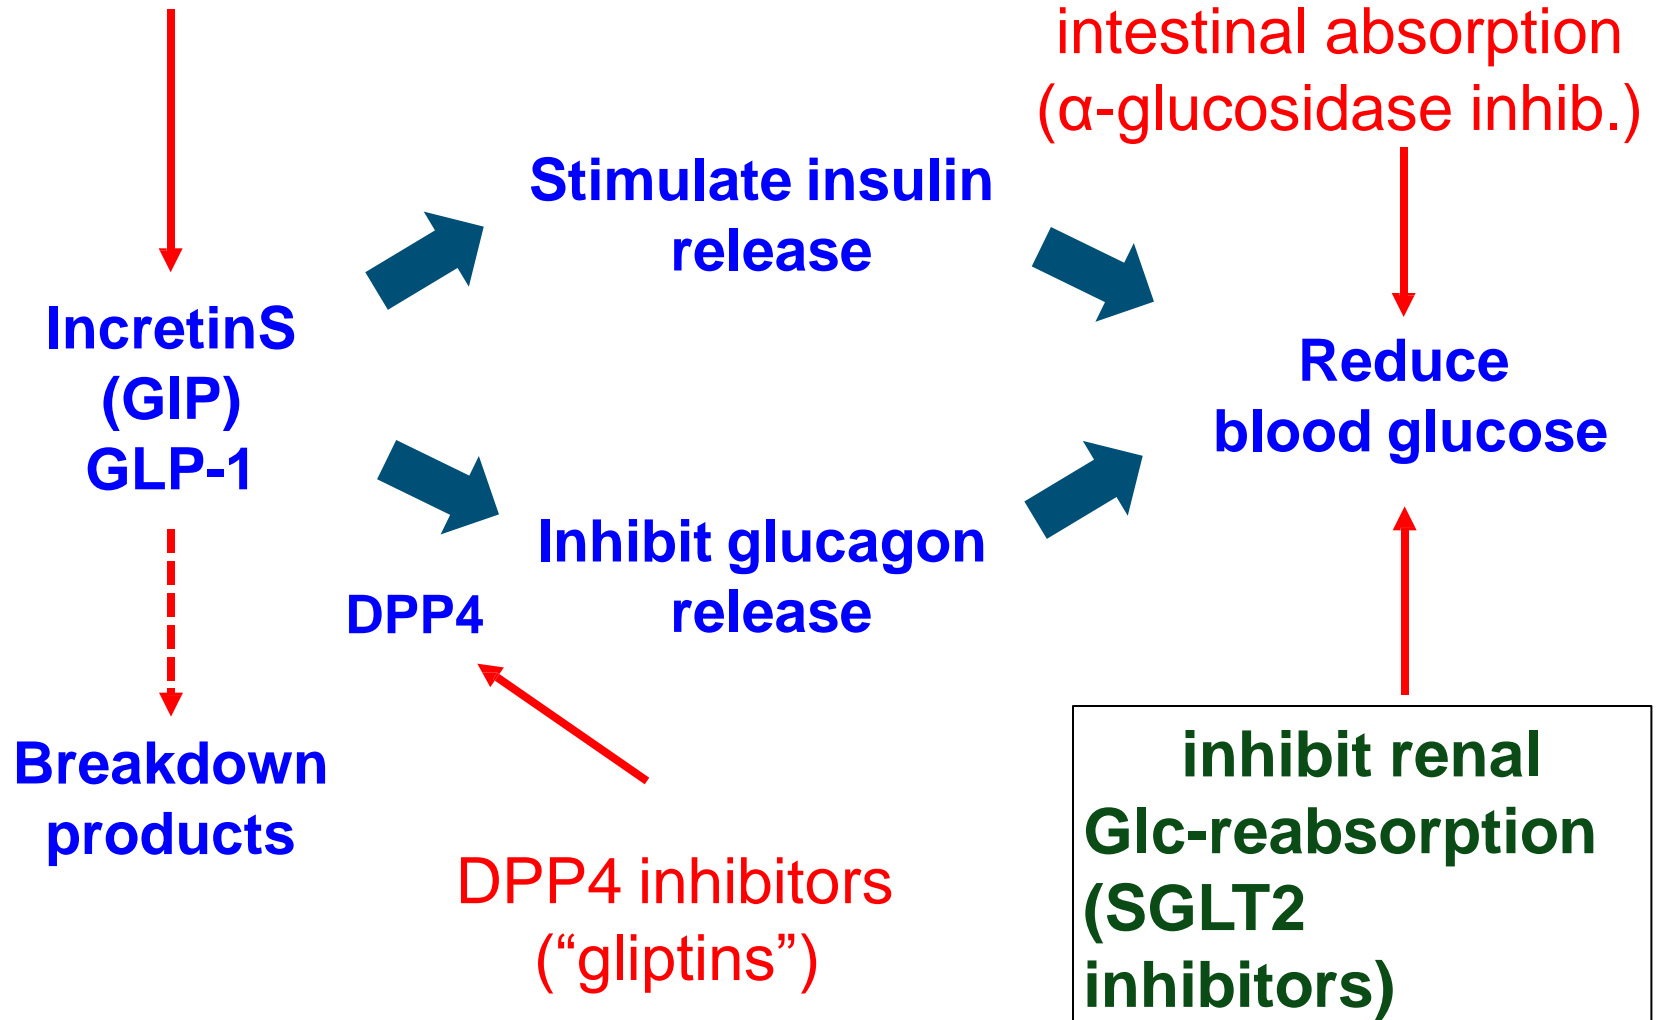 intestinal absorption
(α-glucosidase inhib.)
Stimulate insulin
release
IncretinS
(GIP)
GLP-1
Reduce
blood glucose
Inhibit glucagon
release
DPP4
Breakdown
products
DPP4 inhibitors
(“gliptins”)
inhibit renal
Glc-reabsorption
(SGLT2
inhibitors)